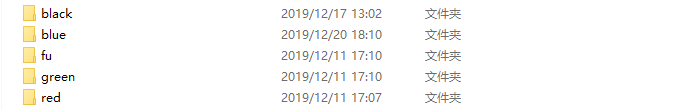 black 2019/12/17 13:02 文件夹
blue 2019/12/20 18:10 文件夹
fu 2019/12/11 17:10 文件夹
green 2019/12/11 17:10 文件夹
red 2019/12/11 17:07 文件夹